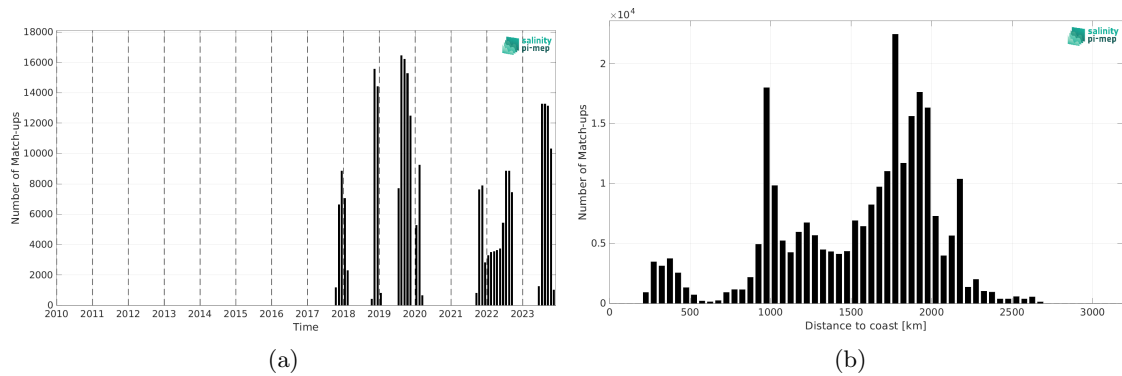 18000
16000
14000
12000
10000
8000
6000
4000
2000
0
Number of Match-ups
2010 2011 2012 2013 2014 2015 2016 2017 2018 2019 2020 2021 2022 2023
Time
salinity
pi-mep
(a)
×10⁴
2
1.5
1
0.5
0
Number of Match-ups
0 500 1000 1500 2000 2500 3000
Distance to coast [km]
salinity
pi-mep
(b)